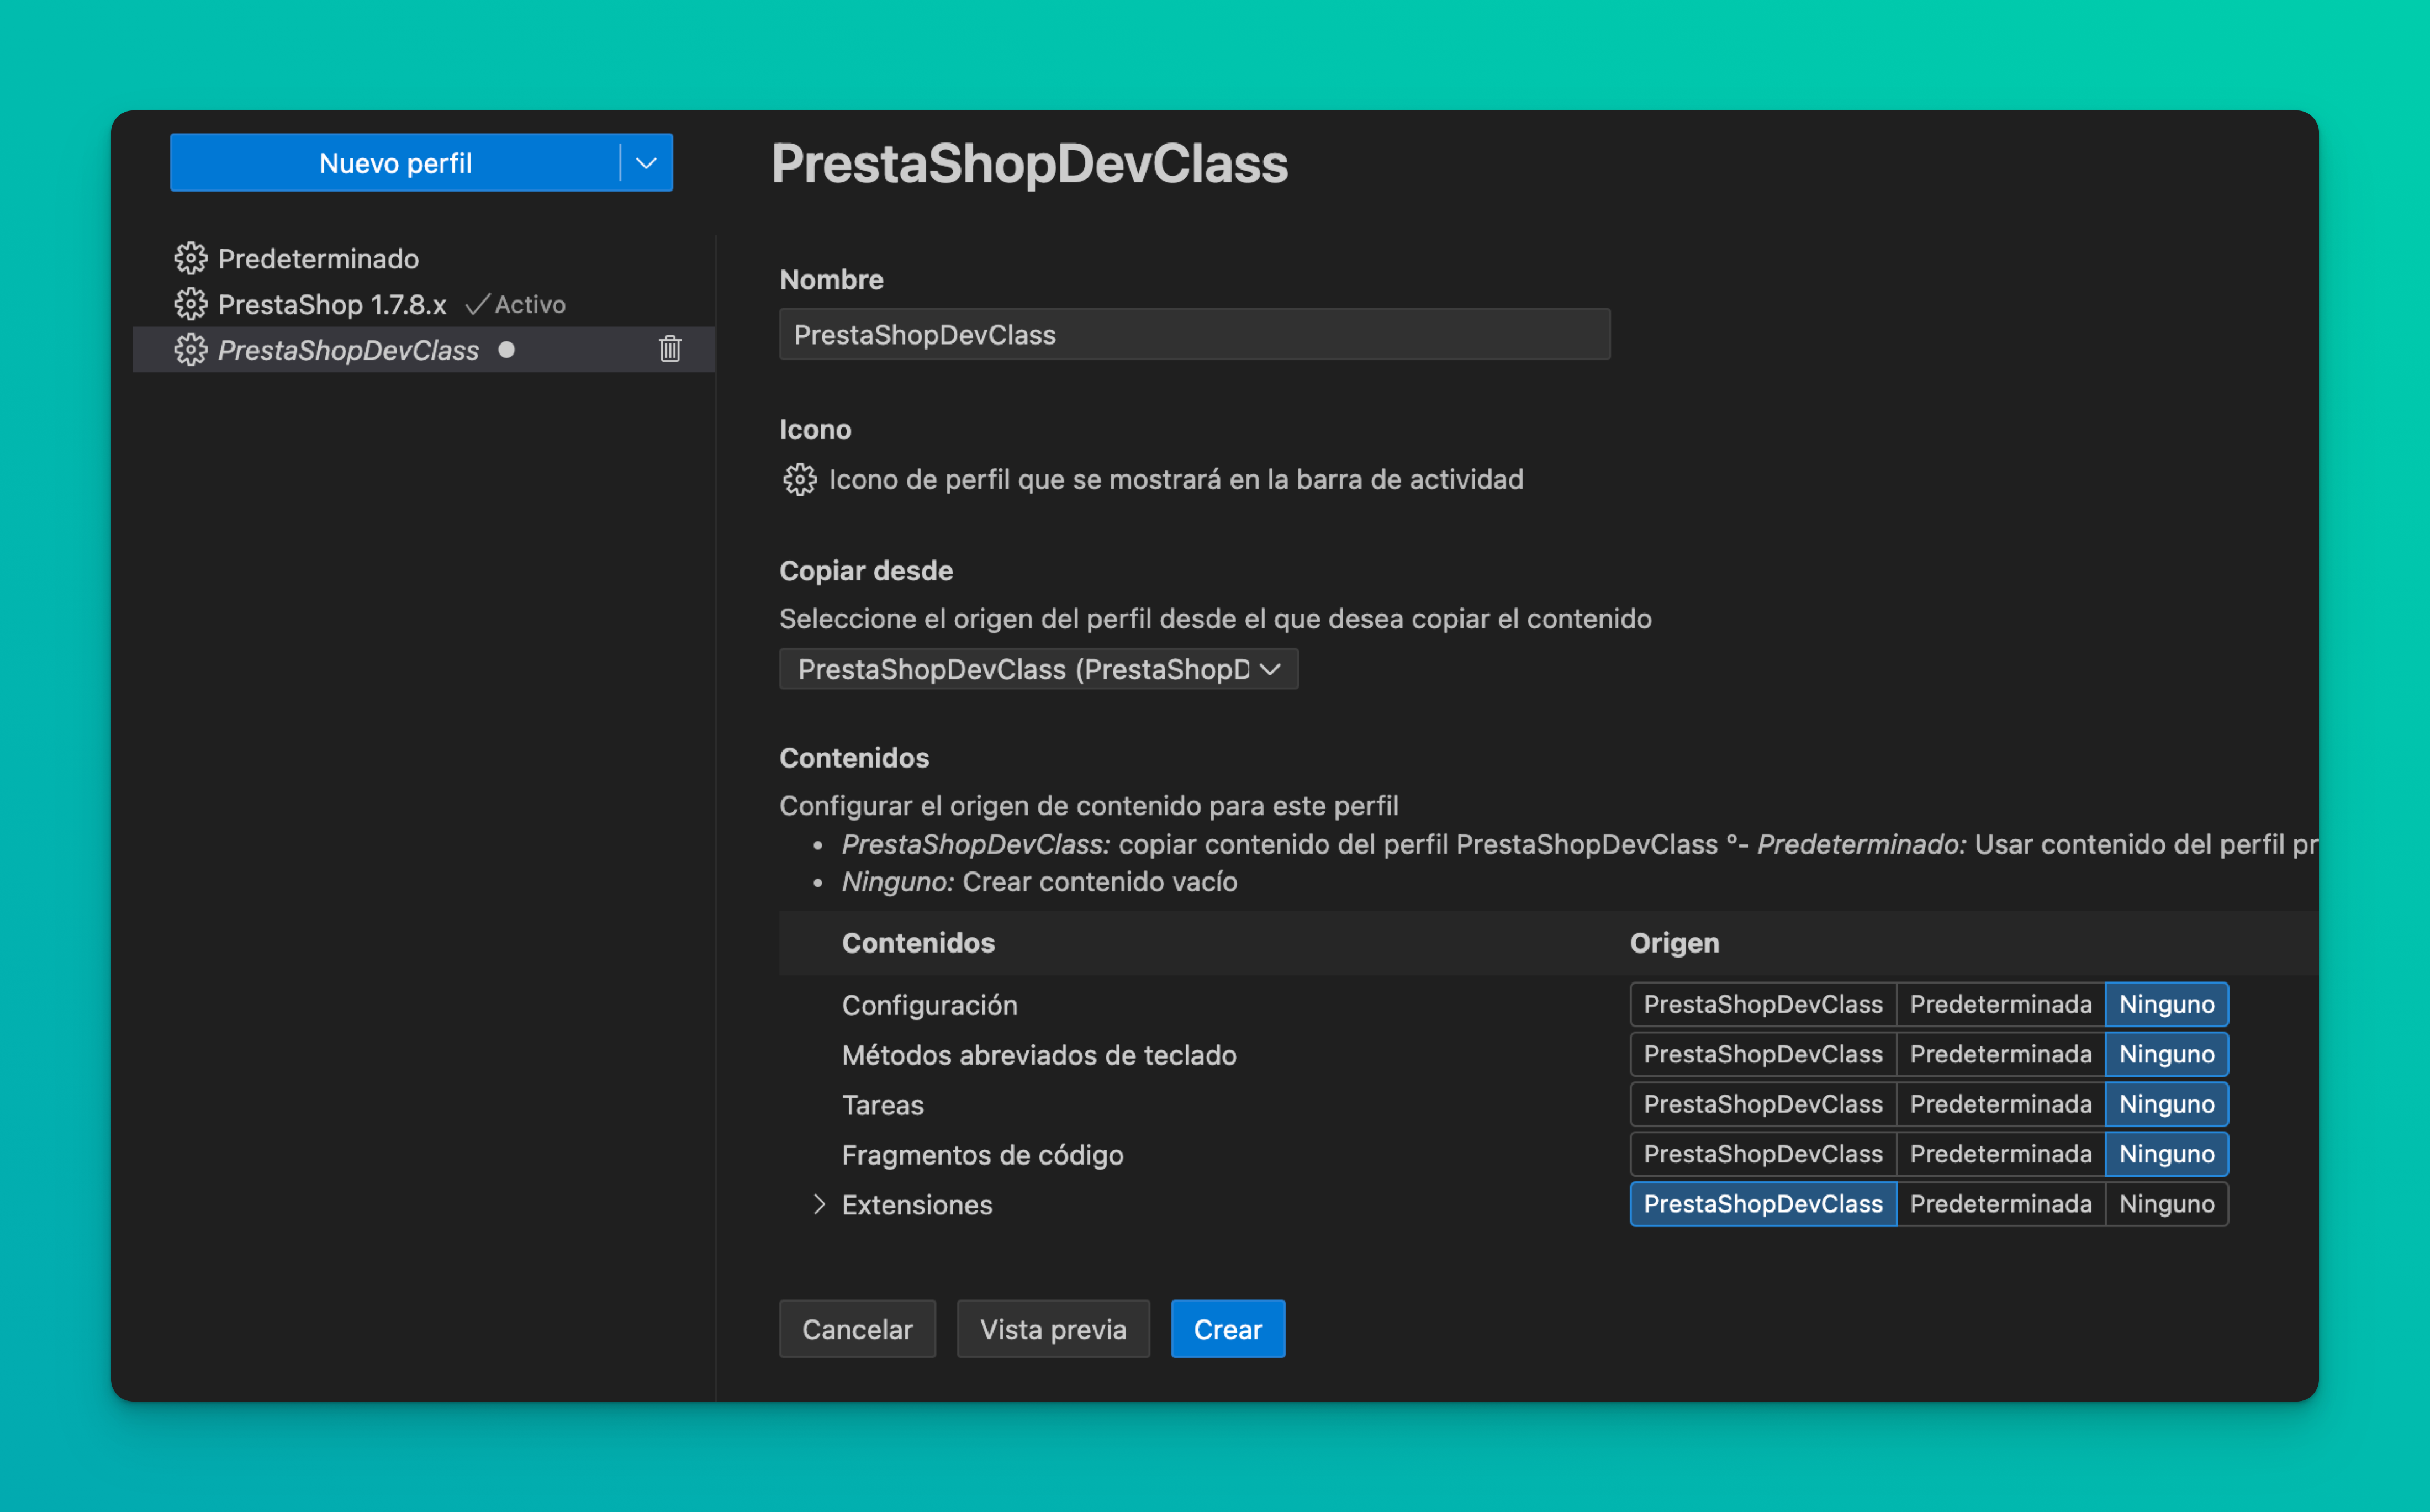 Nuevo perfil
Predeterminado
PrestaShop 1.7.8.x Activo
PrestaShopDevClass
PrestaShopDevClass
Nombre
PrestaShopDevClass
Icono
Icono de perfil que se mostrará en la barra de actividad
Copiar desde
Seleccione el origen del perfil desde el que desea copiar el contenido
PrestaShopDevClass (PrestaShopD
Contenidos
Configurar el origen de contenido para este perfil
• PrestaShopDevClass: copiar contenido del perfil PrestaShopDevClass °- Predeterminado: Usar contenido del perfil pr
• Ninguno: Crear contenido vacío
Contenidos Origen
Configuración PrestaShopDevClass Predeterminada Ninguno
Métodos abreviados de teclado PrestaShopDevClass Predeterminada Ninguno
Tareas PrestaShopDevClass Predeterminada Ninguno
Fragmentos de código PrestaShopDevClass Predeterminada Ninguno
Extensiones PrestaShopDevClass Predeterminada Ninguno
Cancelar Vista previa Crear